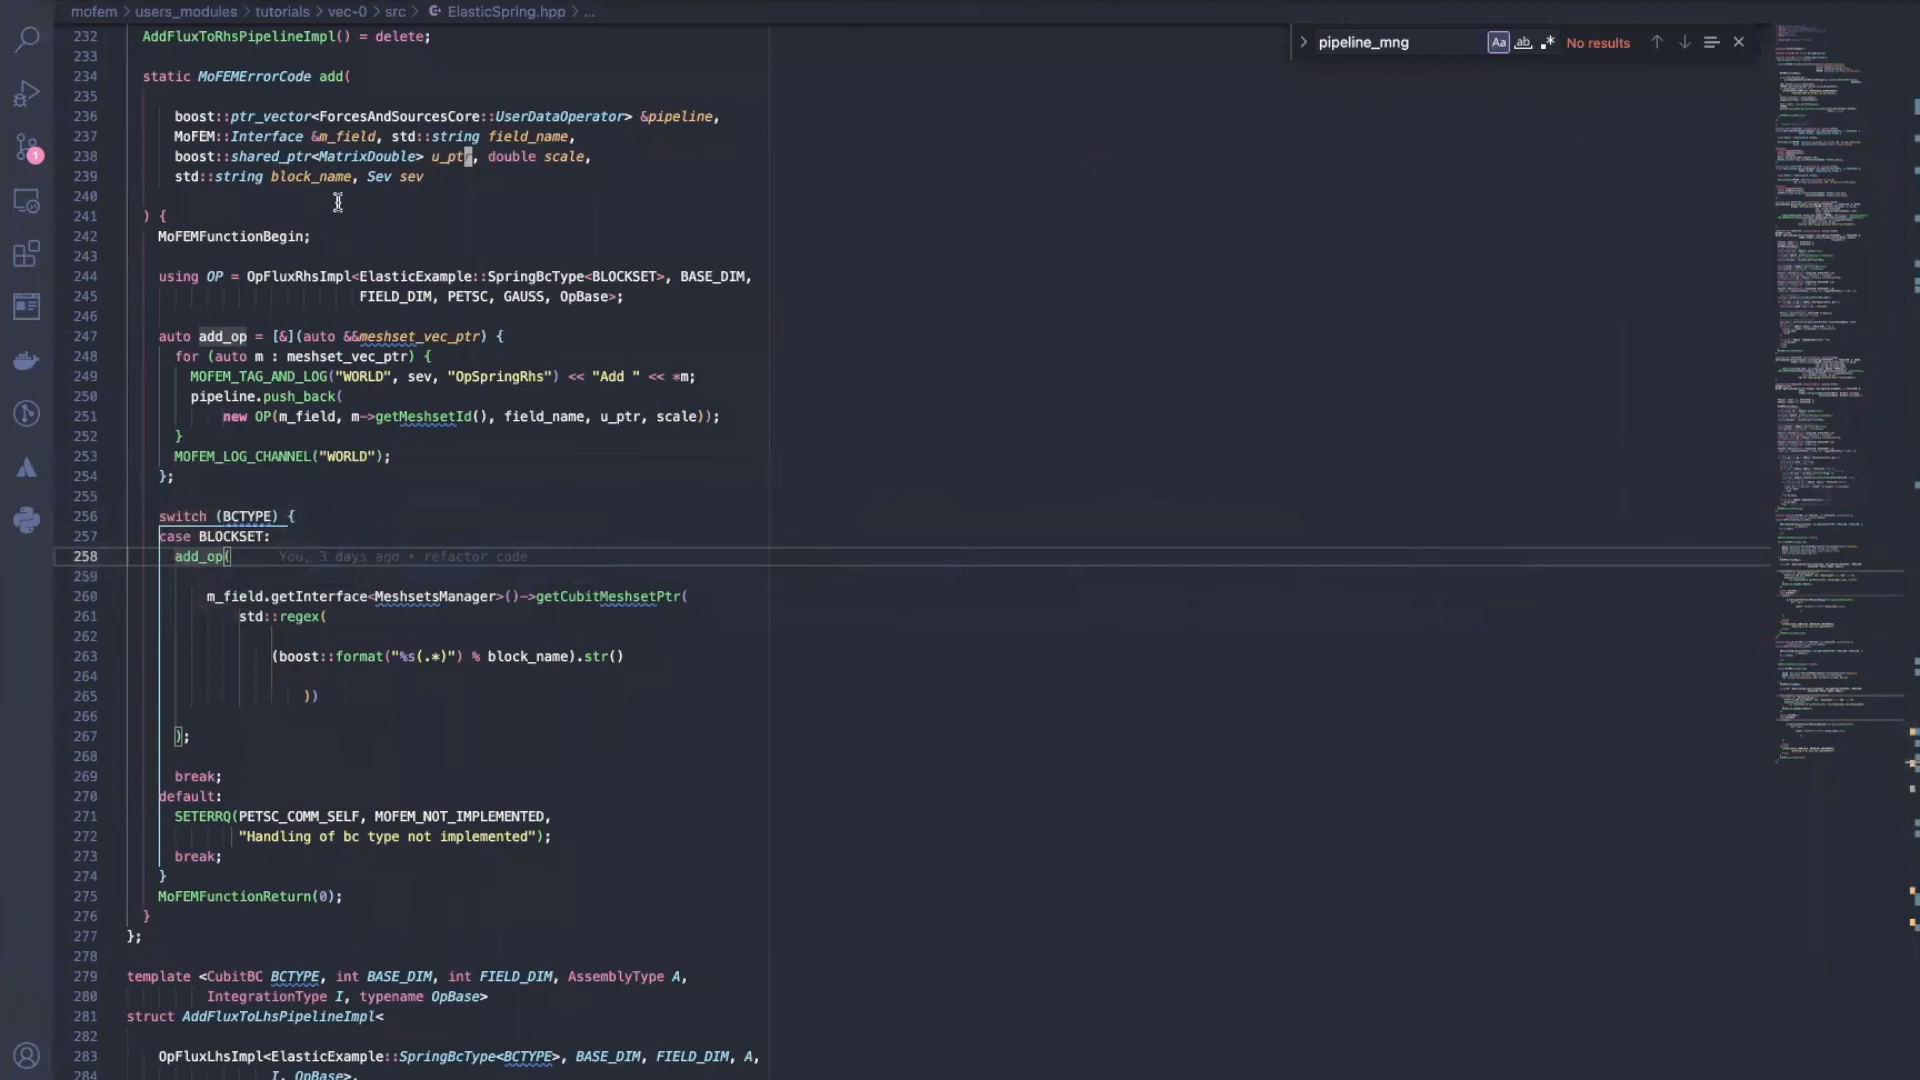 mofem > users_modules > tutorials > vec-0 > src > ElasticSpring.hpp > ...
pipeline_mng
Aa
ab
.*
No results
232 AddFluxToRhsPipelineImpl() = delete;
233
234 static MoFEMErrorCode add(
235
236 boost::ptr_vector<ForcesAndSourcesCore::UserDataOperator> &pipeline,
237 MoFEM::Interface &m_field, std::string field_name,
238 boost::shared_ptr<MatrixDouble> u_ptr, double scale,
239 std::string block_name, Sev sev
240
241 ) {
242 MoFEMFunctionBegin;
243
244 using OP = OpFluxRhsImpl<ElasticExample::SpringBcType<BLOCKSET>, BASE_DIM,
245 FIELD_DIM, PETSC, GAUSS, OpBase>;
246
247 auto add_op = [&](auto &&meshset_vec_ptr) {
248 for (auto m : meshset_vec_ptr) {
249 MOFEM_TAG_AND_LOG("WORLD", sev, "OpSpringRhs") << "Add " << *m;
250 pipeline.push_back(
251 new OP(m_field, m->getMeshsetId(), field_name, u_ptr, scale));
252 }
253 MOFEM_LOG_CHANNEL("WORLD");
254 };
255
256 switch (BCTYPE) {
257 case BLOCKSET:
258 add_op( You, 3 days ago • refactor code
259
260 m_field.getInterface<MeshsetsManager>()->getCubitMeshsetPtr(
261 std::regex(
262
263 (boost::format("%s(.*)") % block_name).str()
264
265 ))
266
267 );
268
269 break;
270 default:
271 SETERRQ(PETSC_COMM_SELF, MOFEM_NOT_IMPLEMENTED,
272 "Handling of bc type not implemented");
273 break;
274 }
275 MoFEMFunctionReturn(0);
276 }
277 };
278
279 template <CubitBC BCTYPE, int BASE_DIM, int FIELD_DIM, AssemblyType A,
280 IntegrationType I, typename OpBase>
281 struct AddFluxToLhsPipelineImpl<
282
283 OpFluxLhsImpl<ElasticExample::SpringBcType<BCTYPE>, BASE_DIM, FIELD_DIM, A,
284 I, OpBase>,
1